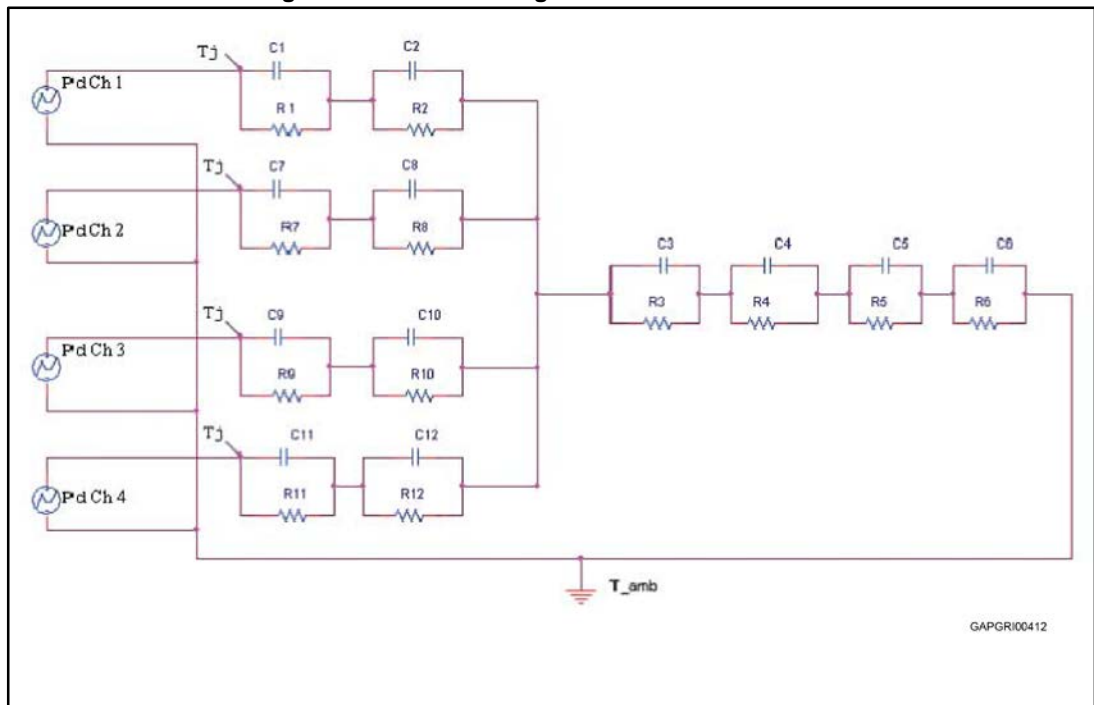 Tj
C1
C2
PdCh1
R1
R2
Tj
C7
C8
PdCh2
R7
R8
C3
C4
C5
C6
R3
R4
R5
R6
Tj
C9
C10
PdCh3
R9
R10
Tj
C11
C12
PdCh4
R11
R12
T_amb
GAPGRI00412